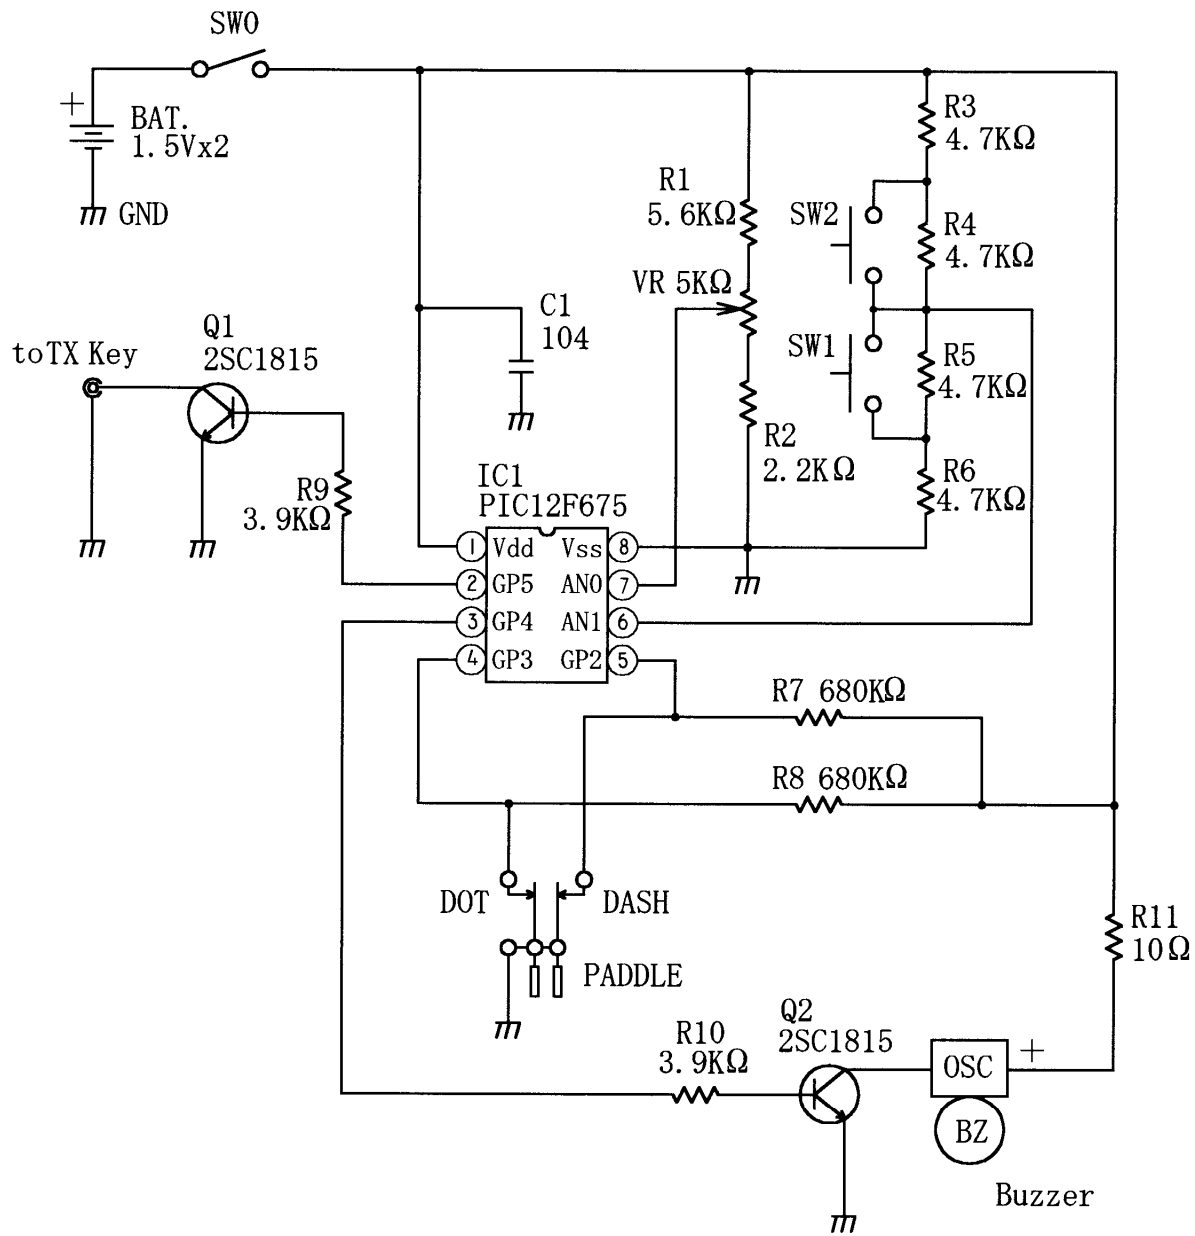 SW0
+
BAT.
1.5Vx2
GND
R3
4.7KΩ
R1
5.6KΩ
SW2
R4
4.7KΩ
VR 5KΩ
C1
104
Q1
2SC1815
toTX Key
SW1
R5
4.7KΩ
R2
2.2KΩ
R6
4.7KΩ
R9
3.9KΩ
IC1
PIC12F675
1 Vdd Vss 8
2 GP5 AN0 7
3 GP4 AN1 6
4 GP3 GP2 5
R7 680KΩ
R8 680KΩ
DOT
DASH
PADDLE
R11
10Ω
R10
3.9KΩ
Q2
2SC1815
OSC
+
BZ
Buzzer